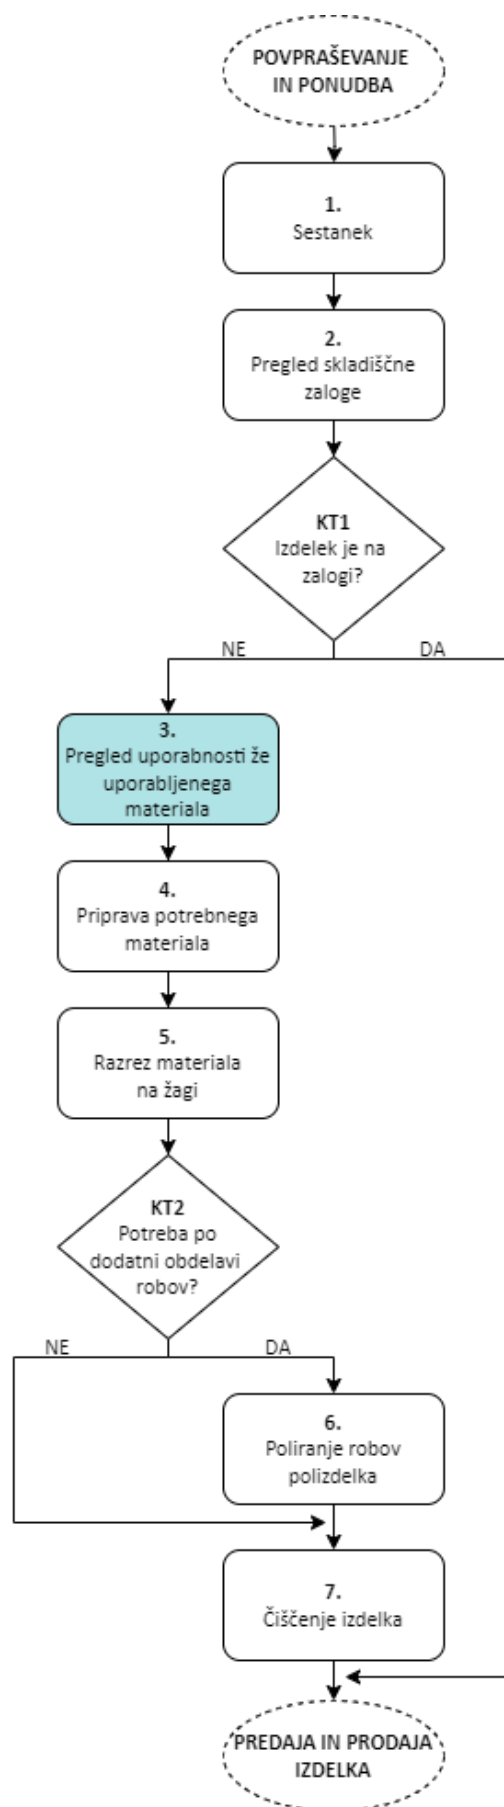 POVPRAŠEVANJE
IN PONUDBA
1.
Sestanek
2.
Pregled skladiščne
zaloge
KT1
Izdelek je na
zalogi?
NE
DA
3.
Pregled uporabnosti že
uporabljenega
materiala
4.
Priprava potrebnega
materiala
5.
Razrez materiala
na žagi
KT2
Potreba po
dodatni obdelavi
robov?
NE
DA
6.
Poliranje robov
polizdelka
7.
Čiščenje izdelka
PREDAJA IN PRODAJA
IZDELKA